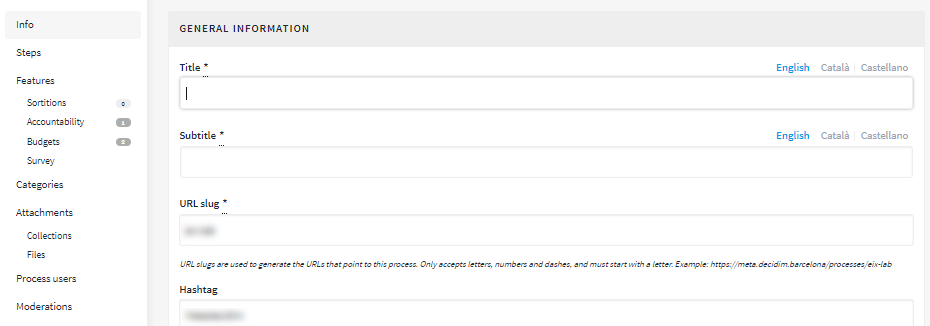 Info
Steps
Features
Sortitions 0
Accountability 1
Budgets 2
Survey
Categories
Attachments
Collections
Files
Process users
Moderations
GENERAL INFORMATION
Title * English | Català | Castellano
Subtitle * English | Català | Castellano
URL slug *
URL slugs are used to generate the URLs that point to this process. Only accepts letters, numbers and dashes, and must start with a letter. Example: https://meta.decidim.barcelona/processes/eix-lab
Hashtag